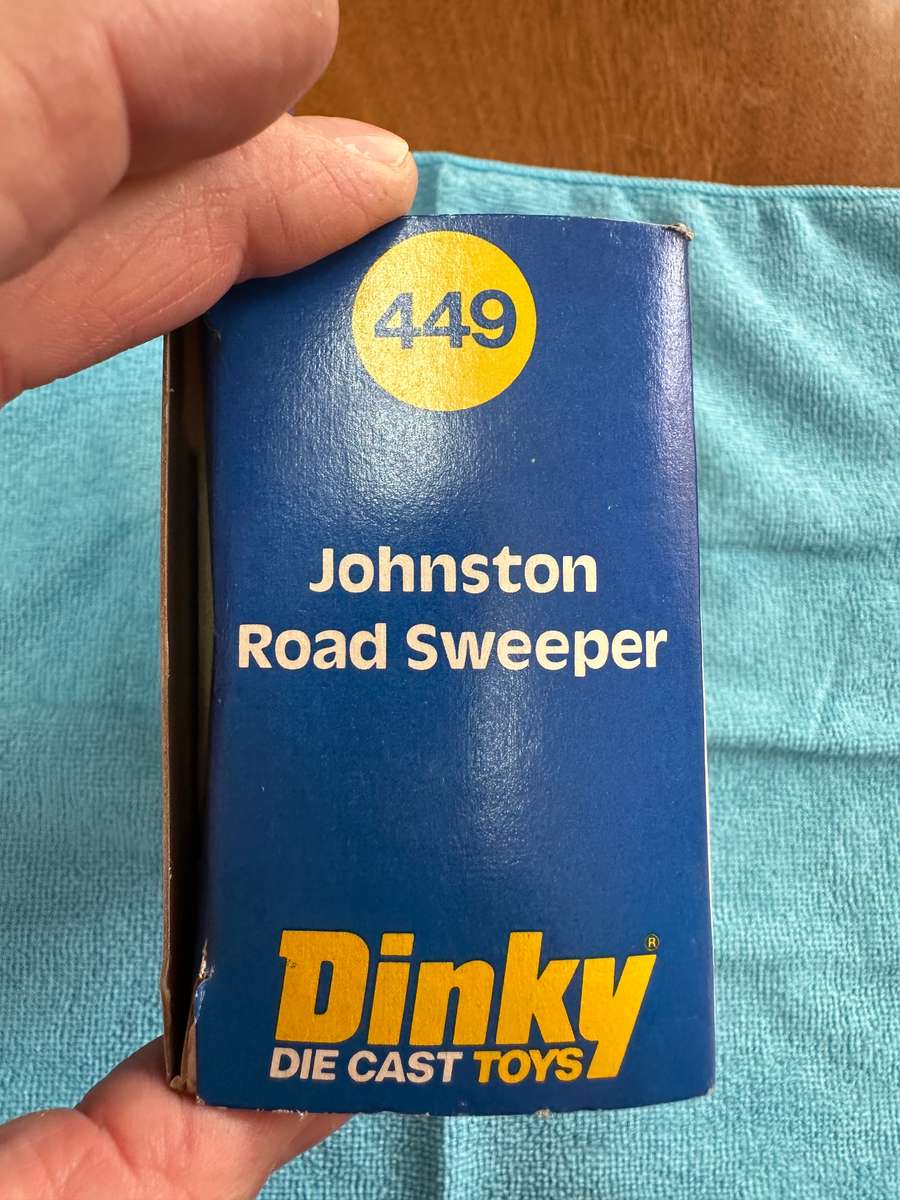 449
Johnston
Road Sweeper
Dinky®
DIE CAST TOYS